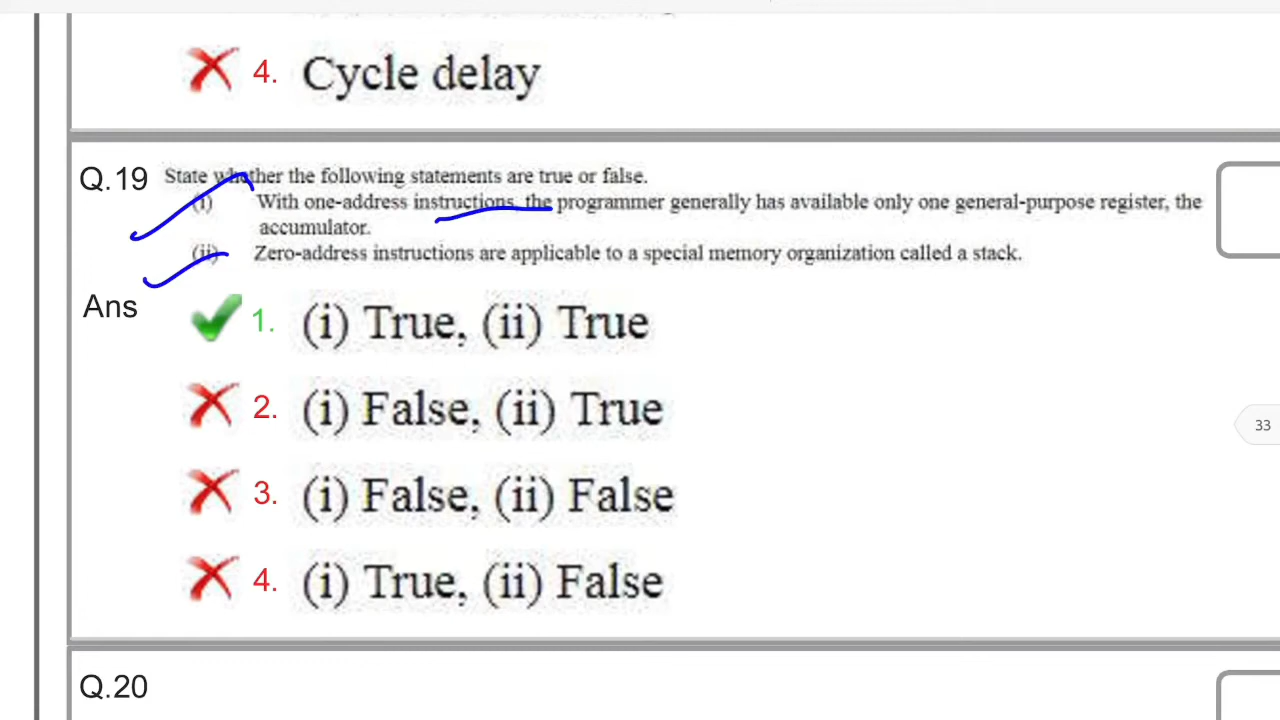 4. Cycle delay
Q.19 State whether the following statements are true or false.
(i) With one-address instructions, the programmer generally has available only one general-purpose register, the
accumulator.
(ii) Zero-address instructions are applicable to a special memory organization called a stack.
Ans 1. (i) True, (ii) True
2. (i) False, (ii) True
3. (i) False, (ii) False
4. (i) True, (ii) False
33
Q.20